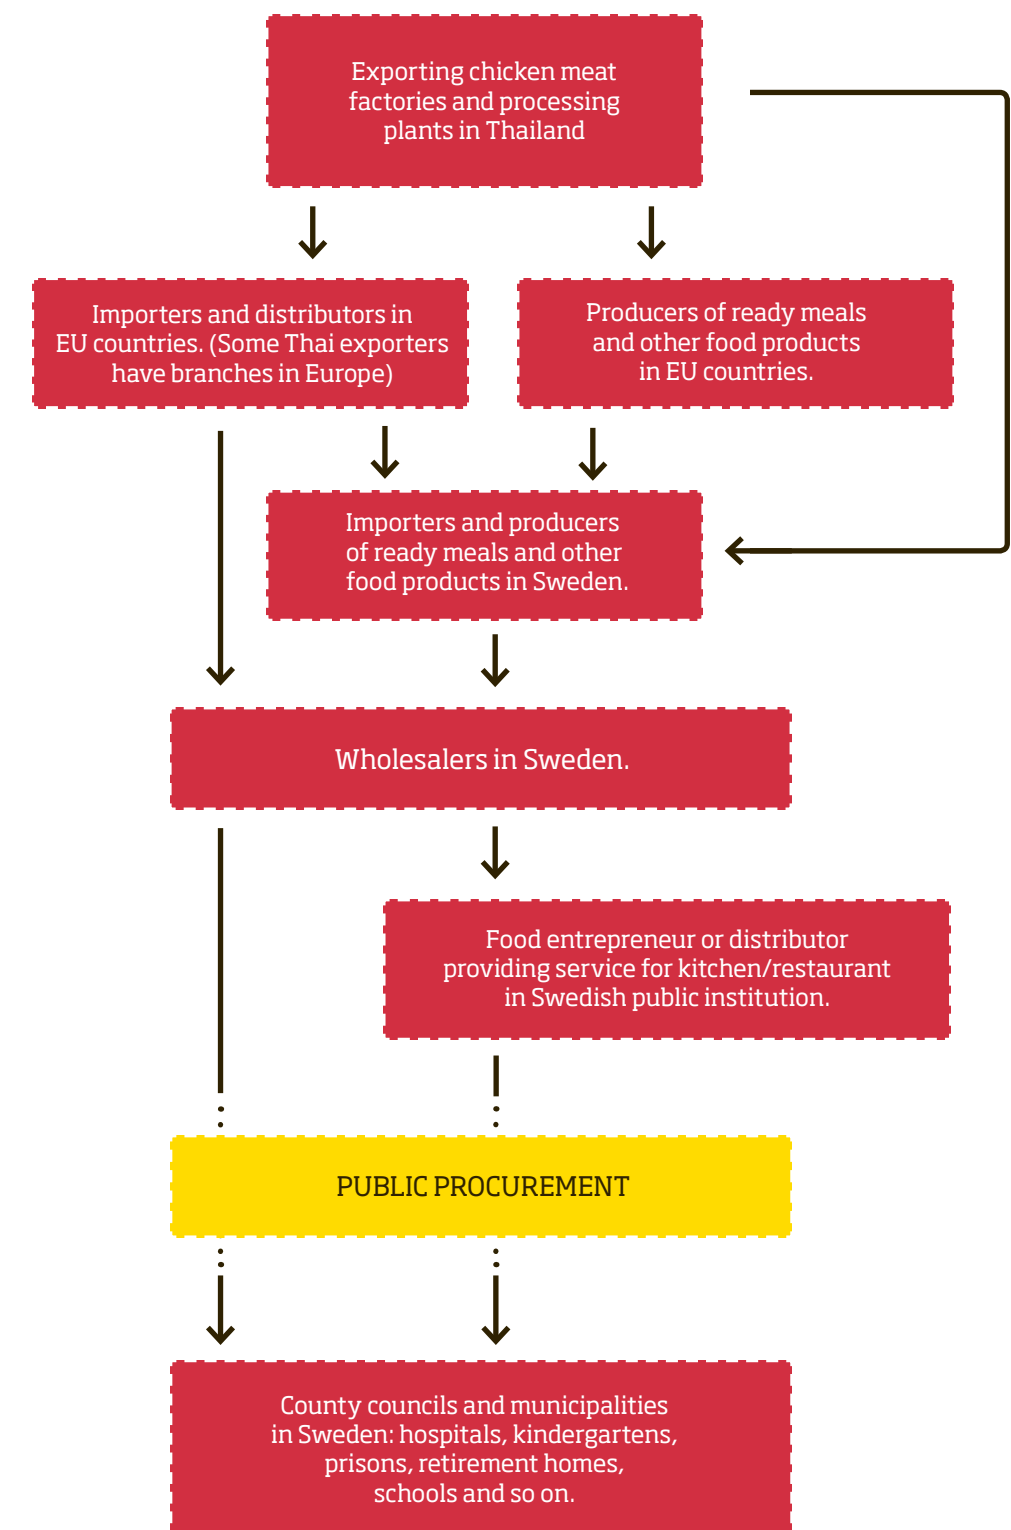 Exporting chicken meat
factories and processing
plants in Thailand
Importers and distributors in
EU countries. (Some Thai exporters
have branches in Europe)
Producers of ready meals
and other food products
in EU countries.
Importers and producers
of ready meals and other
food products in Sweden.
Wholesalers in Sweden.
Food entrepreneur or distributor
providing service for kitchen/restaurant
in Swedish public institution.
PUBLIC PROCUREMENT
County councils and municipalities
in Sweden: hospitals, kindergartens,
prisons, retirement homes,
schools and so on.